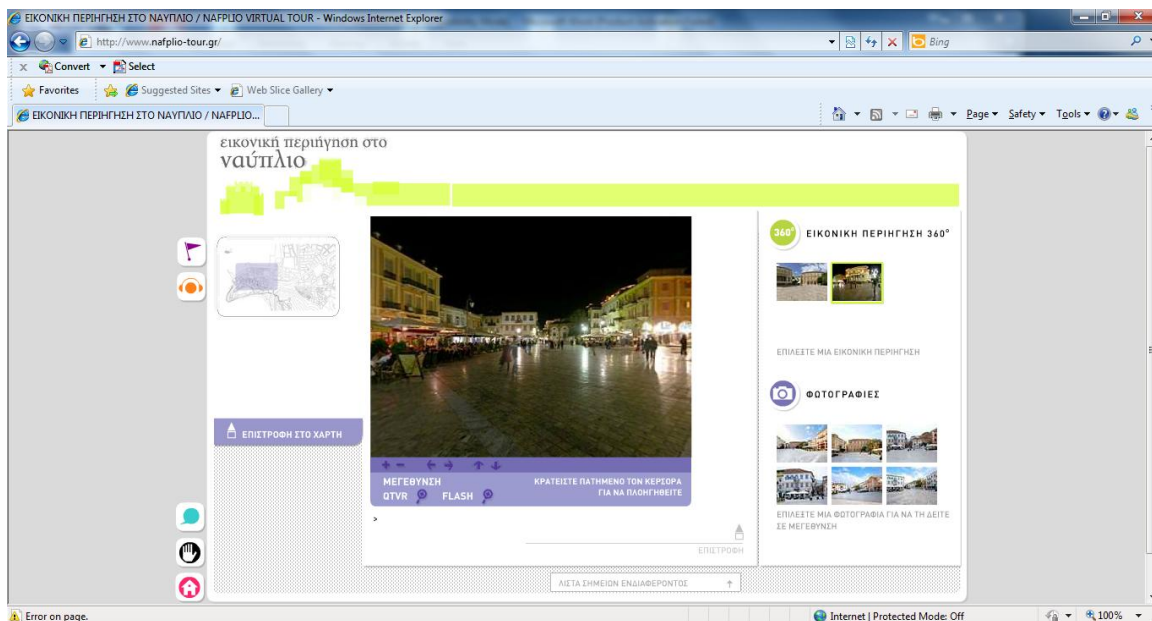 ΕΙΚΟΝΙΚΗ ΠΕΡΙΗΓΗΣΗ ΣΤΟ ΝΑΥΠΛΙΟ / NAFPLIO VIRTUAL TOUR - Windows Internet Explorer
http://www.nafplio-tour.gr/
Bing
x Convert Select
Favorites Suggested Sites Web Slice Gallery
ΕΙΚΟΝΙΚΗ ΠΕΡΙΗΓΗΣΗ ΣΤΟ ΝΑΥΠΛΙΟ / NAFPLIO... Page Safety Tools
εικονική περιήγηση στο
ναύπλιο
360° ΕΙΚΟΝΙΚΗ ΠΕΡΙΗΓΗΣΗ 360°
ΕΠΙΛΕΞΤΕ ΜΙΑ ΕΙΚΟΝΙΚΗ ΠΕΡΙΗΓΗΣΗ
ΦΩΤΟΓΡΑΦΙΕΣ
ΕΠΙΣΤΡΟΦΗ ΣΤΟ ΧΑΡΤΗ
ΜΕΓΕΘΥΝΣΗ
QTVR FLASH
ΚΡΑΤΕΙΣΤΕ ΠΑΤΗΜΕΝΟ ΤΟΝ ΚΕΡΣΟΡΑ
ΓΙΑ ΝΑ ΠΛΟΗΓΗΘΕΙΤΕ
>
ΕΠΙΛΕΞΤΕ ΜΙΑ ΦΩΤΟΓΡΑΦΙΑ ΓΙΑ ΝΑ ΤΗ ΔΕΙΤΕ
ΣΕ ΜΕΓΕΘΥΝΣΗ
ΕΠΙΣΤΡΟΦΗ
ΛΙΣΤΑ ΣΗΜΕΙΩΝ ΕΝΔΙΑΦΕΡΟΝΤΟΣ
Error on page. Internet | Protected Mode: Off 100%